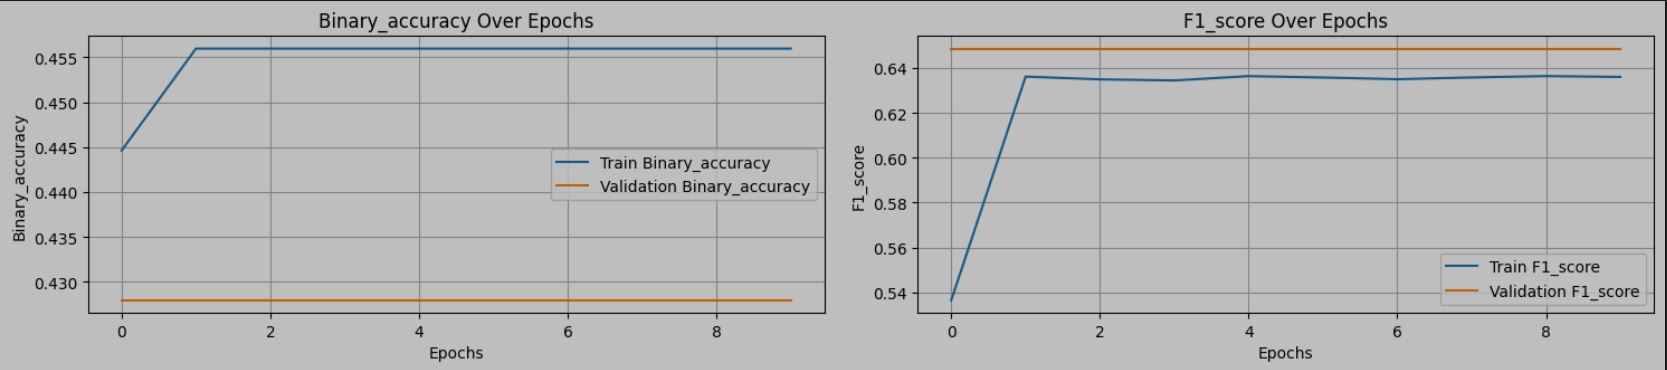 Binary_accuracy Over Epochs
0.455
0.450
0.445
0.440
0.435
0.430
Binary_accuracy
Train Binary_accuracy
Validation Binary_accuracy
0 2 4 6 8
Epochs
F1_score Over Epochs
0.64
0.62
0.60
0.58
0.56
0.54
F1_score
Train F1_score
Validation F1_score
0 2 4 6 8
Epochs